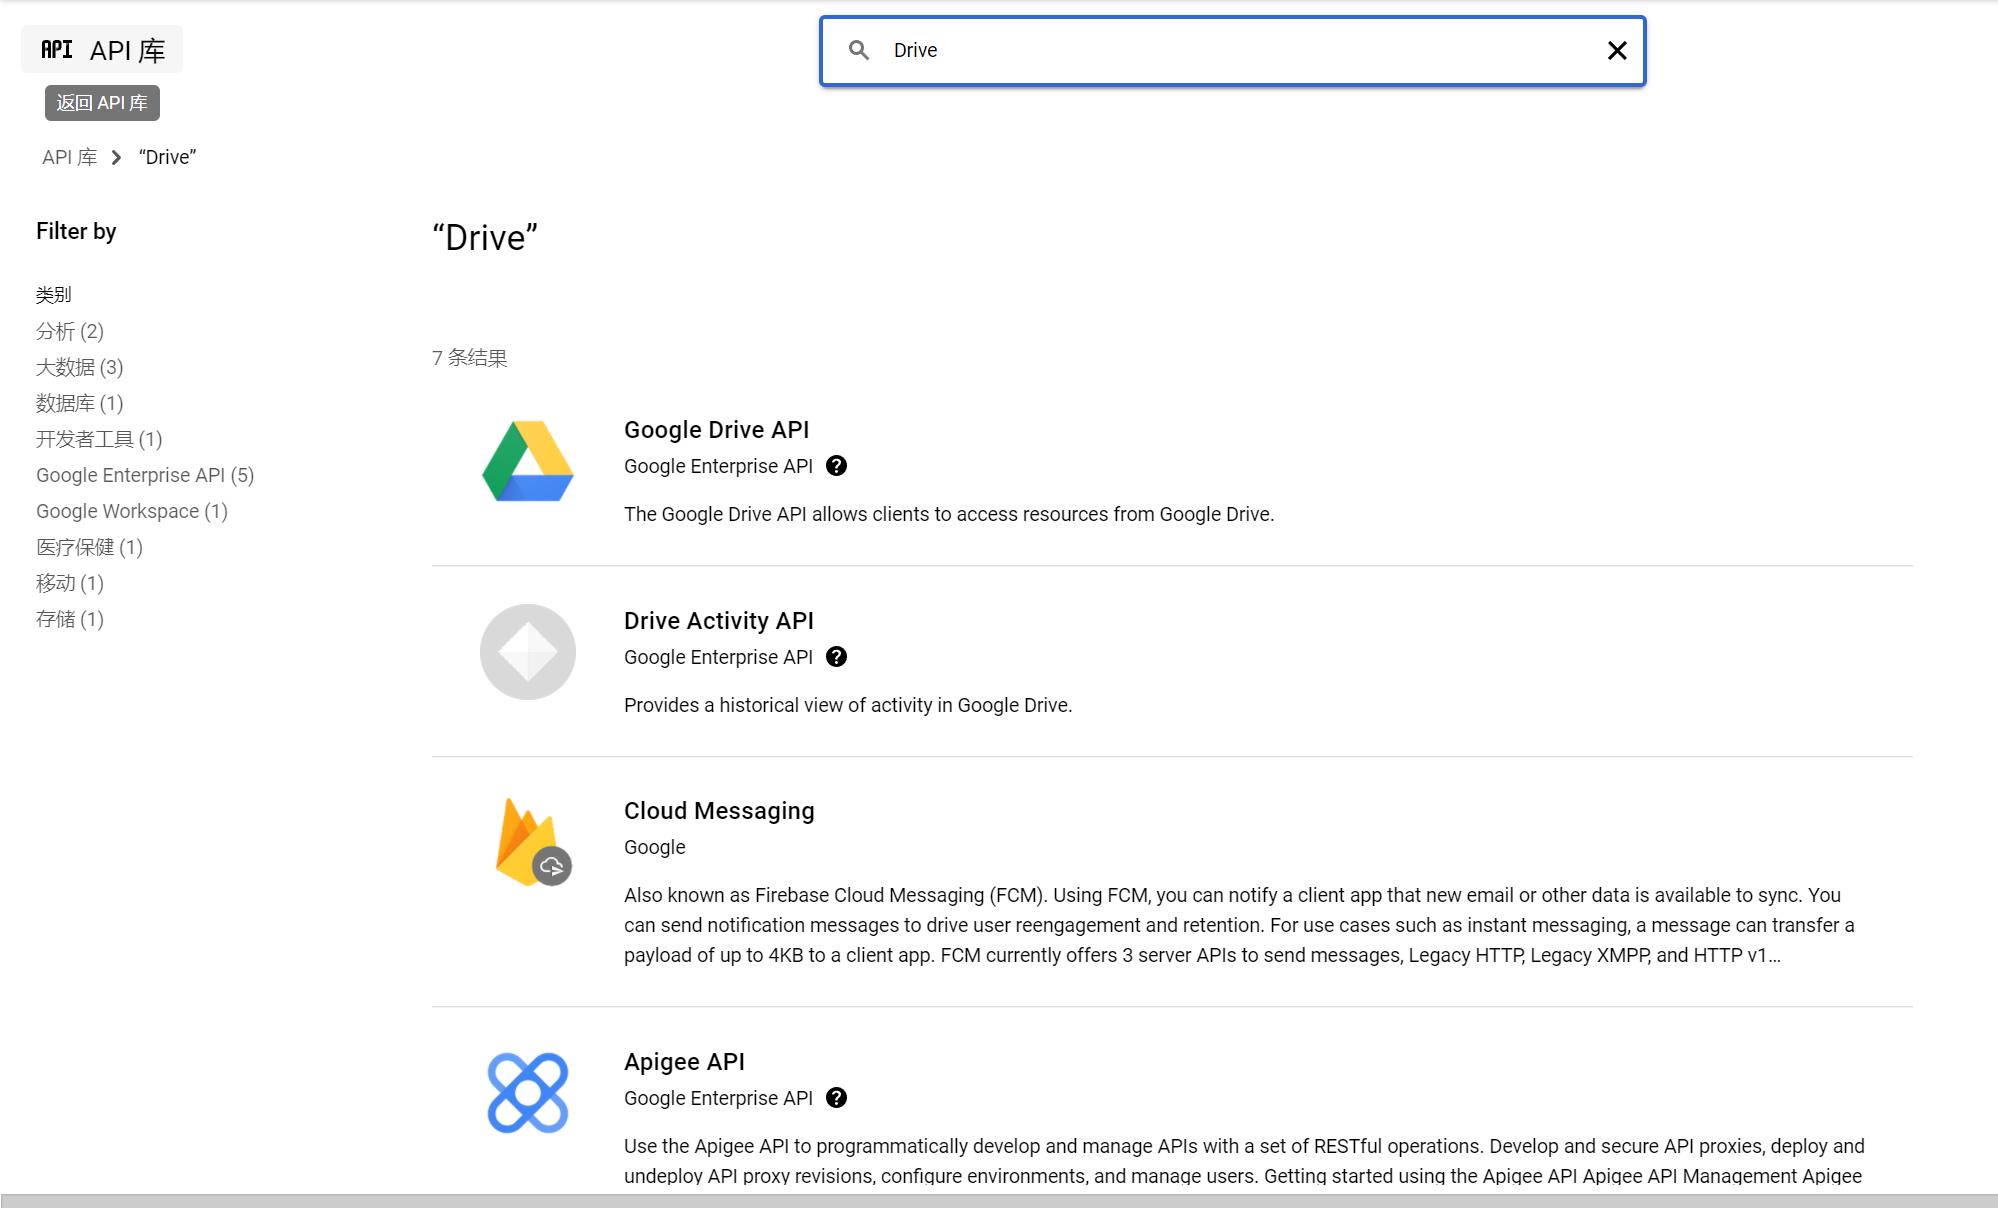 API API 库
Drive
返回 API 库
API 库 “Drive”
Filter by
类别
分析 (2)
大数据 (3)
数据库 (1)
开发者工具 (1)
Google Enterprise API (5)
Google Workspace (1)
医疗保健 (1)
移动 (1)
存储 (1)
“Drive”
7 条结果
Google Drive API
Google Enterprise API
The Google Drive API allows clients to access resources from Google Drive.
Drive Activity API
Google Enterprise API
Provides a historical view of activity in Google Drive.
Cloud Messaging
Google
Also known as Firebase Cloud Messaging (FCM). Using FCM, you can notify a client app that new email or other data is available to sync. You
can send notification messages to drive user reengagement and retention. For use cases such as instant messaging, a message can transfer a
payload of up to 4KB to a client app. FCM currently offers 3 server APIs to send messages, Legacy HTTP, Legacy XMPP, and HTTP v1…
Apigee API
Google Enterprise API
Use the Apigee API to programmatically develop and manage APIs with a set of RESTful operations. Develop and secure API proxies, deploy and
undeploy API proxy revisions, configure environments, and manage users. Getting started using the Apigee API Apigee API Management Apigee